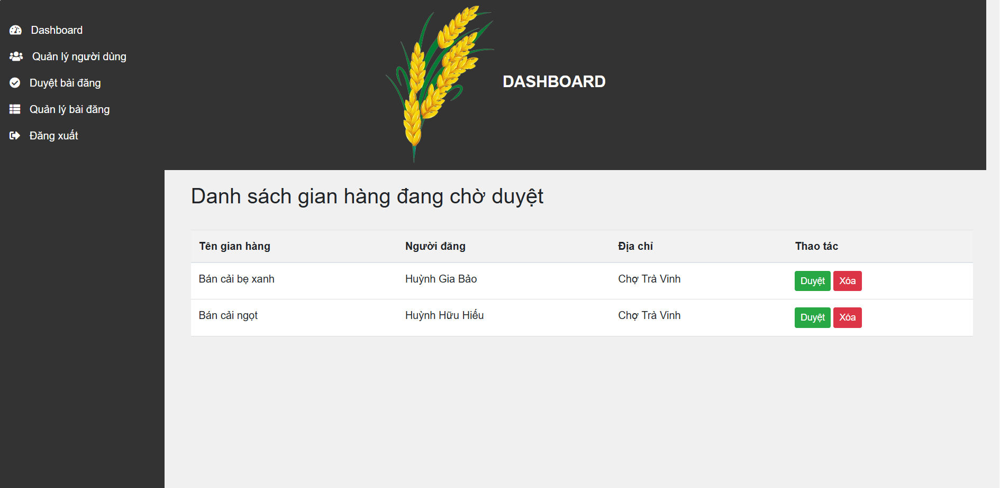 Dashboard
Quản lý người dùng
Duyệt bài đăng
Quản lý bài đăng
Đăng xuất
DASHBOARD
Danh sách gian hàng đang chờ duyệt
Tên gian hàng Người đăng Địa chỉ Thao tác
Bán cải bẹ xanh Huỳnh Gia Bảo Chợ Trà Vinh Duyệt Xóa
Bán cải ngọt Huỳnh Hữu Hiếu Chợ Trà Vinh Duyệt Xóa